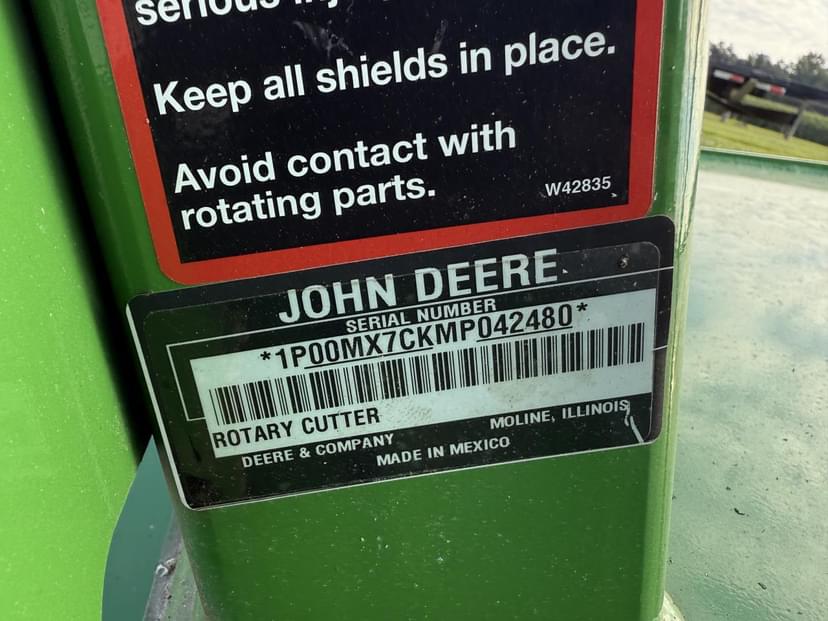 serious
Keep all shields in place.
Avoid contact with
rotating parts.
W42835
JOHN DEERE
SERIAL NUMBER
*1P00MX7CKMP042480*
ROTARY CUTTER
DEERE & COMPANY
MOLINE, ILLINOIS
MADE IN MEXICO